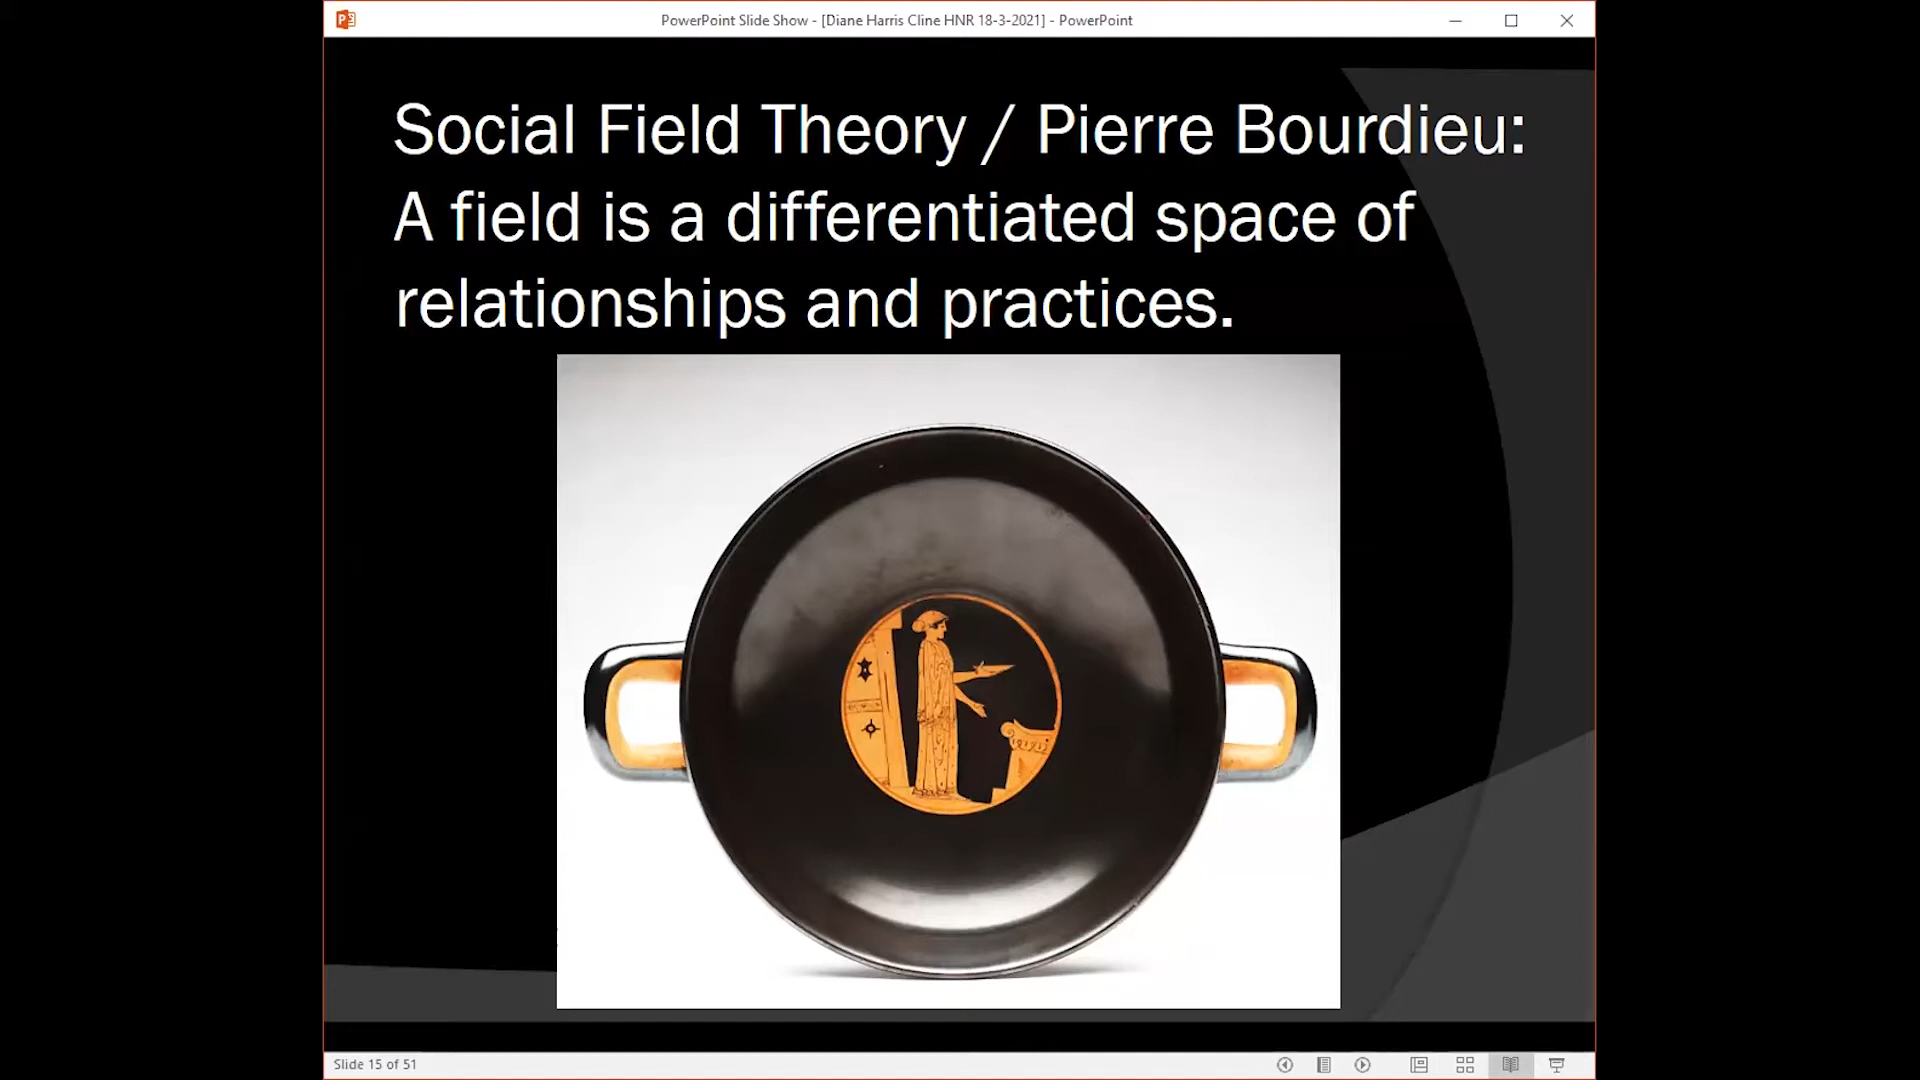 PowerPoint Slide Show - [Diane Harris Cline HNR 18-3-2021] - PowerPoint
Social Field Theory / Pierre Bourdieu:
A field is a differentiated space of
relationships and practices.
Slide 15 of 51